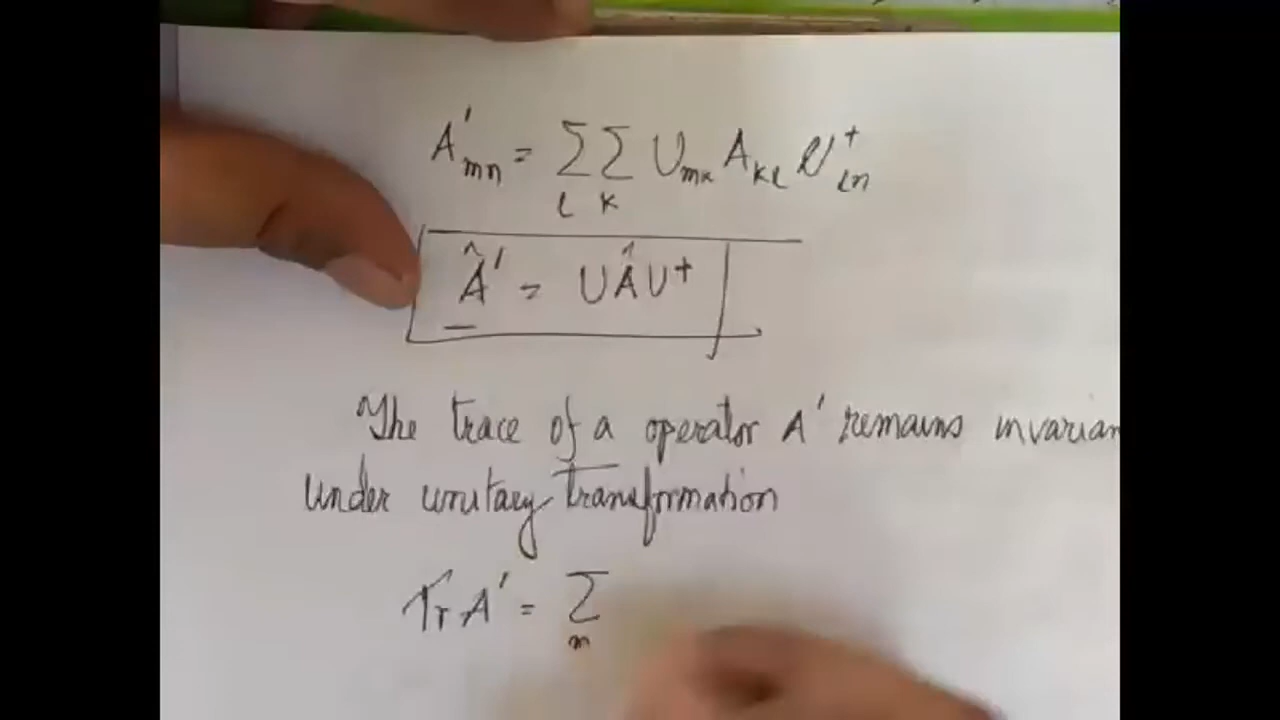 A'mn = Σ Σ Umk Akl U+ln
l k
Â' = UÂU+
The trace of a operator A' remains invarian
under unitary transformation
Tr A' = Σ
m